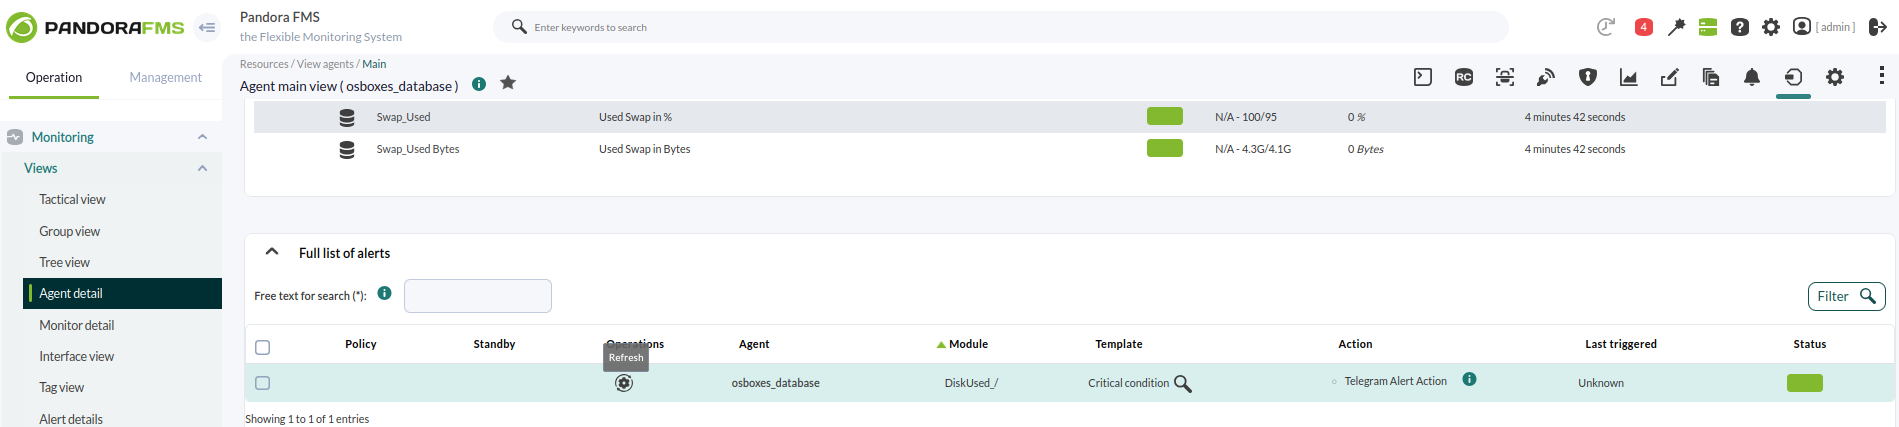 PANDORAFMS
Pandora FMS
the Flexible Monitoring System
Enter keywords to search
4
?
[ admin ]
Operation
Management
Resources / View agents / Main
Agent main view ( osboxes_database )
RC
Monitoring
Views
Tactical view
Group view
Tree view
Agent detail
Monitor detail
Interface view
Tag view
Alert details
Swap_Used Used Swap in % N/A - 100/95 0 % 4 minutes 42 seconds
Swap_Used Bytes Used Swap in Bytes N/A - 4.3G/4.1G 0 Bytes 4 minutes 42 seconds
Full list of alerts
Free text for search (*):
Filter
Policy Standby Operations Agent Module Template Action Last triggered Status
Refresh
osboxes_database DiskUsed_/ Critical condition Telegram Alert Action Unknown
Showing 1 to 1 of 1 entries